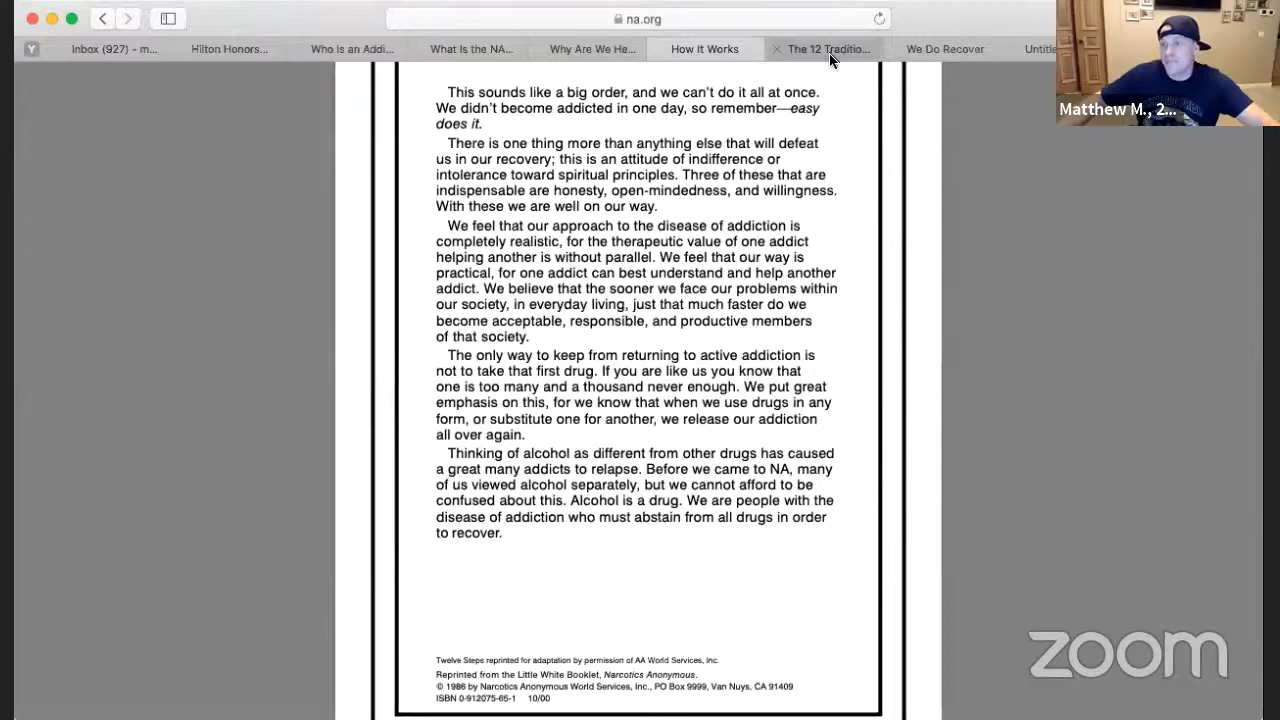 na.org
Y
Inbox (927) – m...
Hilton Honors...
Who Is an Addi...
What Is the NA...
Why Are We He...
How It Works
The 12 Traditio...
We Do Recover
Untitle
Matthew M., 2...
This sounds like a big order, and we can't do it all at once.
We didn't become addicted in one day, so remember—easy
does it.
There is one thing more than anything else that will defeat
us in our recovery; this is an attitude of indifference or
intolerance toward spiritual principles. Three of these that are
indispensable are honesty, open-mindedness, and willingness.
With these we are well on our way.
We feel that our approach to the disease of addiction is
completely realistic, for the therapeutic value of one addict
helping another is without parallel. We feel that our way is
practical, for one addict can best understand and help another
addict. We believe that the sooner we face our problems within
our society, in everyday living, just that much faster do we
become acceptable, responsible, and productive members
of that society.
The only way to keep from returning to active addiction is
not to take that first drug. If you are like us you know that
one is too many and a thousand never enough. We put great
emphasis on this, for we know that when we use drugs in any
form, or substitute one for another, we release our addiction
all over again.
Thinking of alcohol as different from other drugs has caused
a great many addicts to relapse. Before we came to NA, many
of us viewed alcohol separately, but we cannot afford to be
confused about this. Alcohol is a drug. We are people with the
disease of addiction who must abstain from all drugs in order
to recover.
Twelve Steps reprinted for adaptation by permission of AA World Services, Inc.
Reprinted from the Little White Booklet, Narcotics Anonymous.
© 1986 by Narcotics Anonymous World Services, Inc., PO Box 9999, Van Nuys, CA 91409
ISBN 0-912075-65-1 10/00
zoom